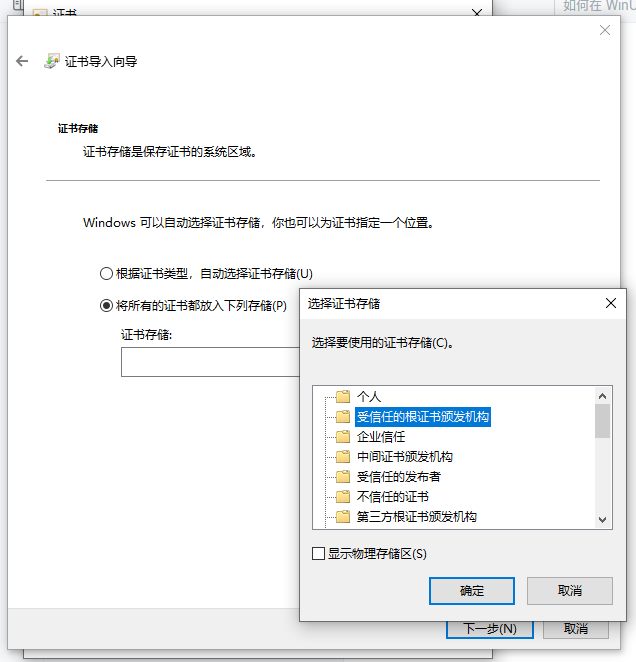 证书
如何在 WinU
证书导入向导
证书存储
证书存储是保存证书的系统区域。
Windows 可以自动选择证书存储，你也可以为证书指定一个位置。
根据证书类型，自动选择证书存储(U)
将所有的证书都放入下列存储(P)
证书存储:
选择证书存储
选择要使用的证书存储(C)。
个人
受信任的根证书颁发机构
企业信任
中间证书颁发机构
受信任的发布者
不信任的证书
第三方根证书颁发机构
显示物理存储区(S)
确定
取消
下一步(N)
取消